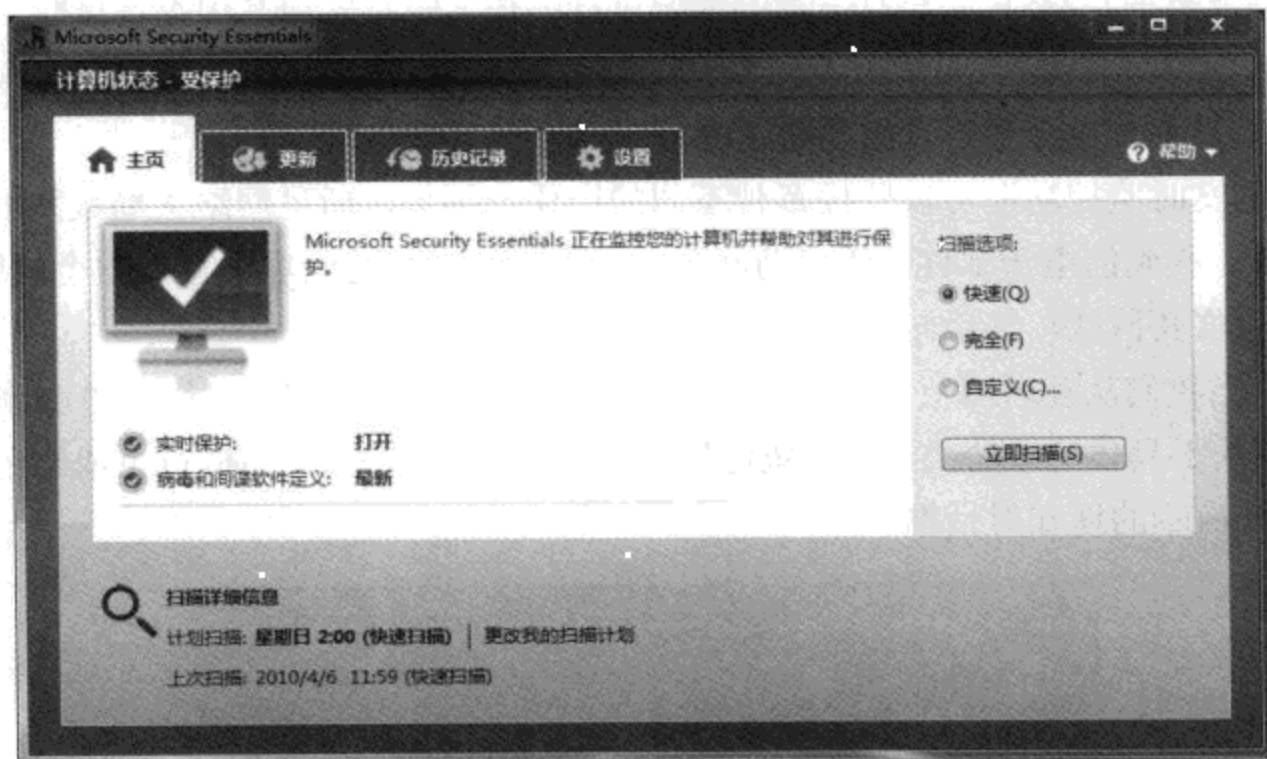 Microsoft Security Essentials
计算机状态 - 受保护
主页
更新
历史记录
设置
帮助
Microsoft Security Essentials 正在监控您的计算机并帮助对其进行保
护。
实时保护: 打开
病毒和间谍软件定义: 最新
扫描选项:
快速(Q)
完全(F)
自定义(C)...
立即扫描(S)
扫描详细信息
计划扫描: 星期日 2:00 (快速扫描) | 更改我的扫描计划
上次扫描: 2010/4/6 11:59 (快速扫描)